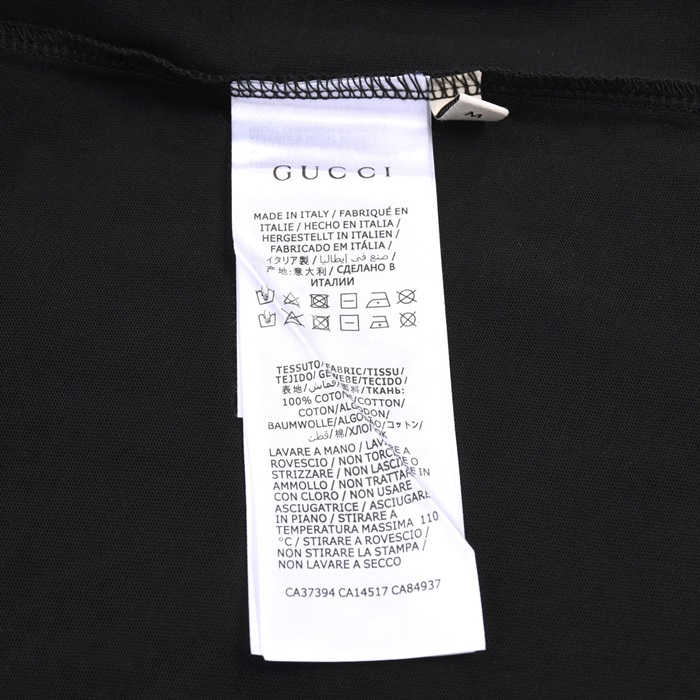 M
GUCCI
MADE IN ITALY / FABRIQUÉ EN
ITALIE / HECHO EN ITALIA /
HERGESTELLT IN ITALIEN /
FABRICADO EM ITÁLIA /
イタリア製 / صنع في إيطاليا /
产地:意大利 / СДЕЛАНО В
ИТАЛИИ
TESSUTO/FABRIC/TISSU/
TEJIDO/ GEWEBE/TECIDO/
表地/قماش/面料/ТКАНЬ:
100% COTONE/COTTON/
COTON/ALGODON/
BAUMWOLLE/ALGODÃO/コットン/
قطن/棉/ХЛОПОК
LAVARE A MANO / LAVARE A
ROVESCIO / NON TORCERE A
STRIZZARE / NON LASCIARE O
AMMOLLO / NON TRATTARE IN
CON CLORO / NON USARE
ASCIUGATRICE / ASCIUGARE
IN PIANO / STIRARE A
TEMPERATURA MASSIMA 110
°C / STIRARE A ROVESCIO /
NON STIRARE LA STAMPA /
NON LAVARE A SECCO
CA37394 CA14517 CA84937